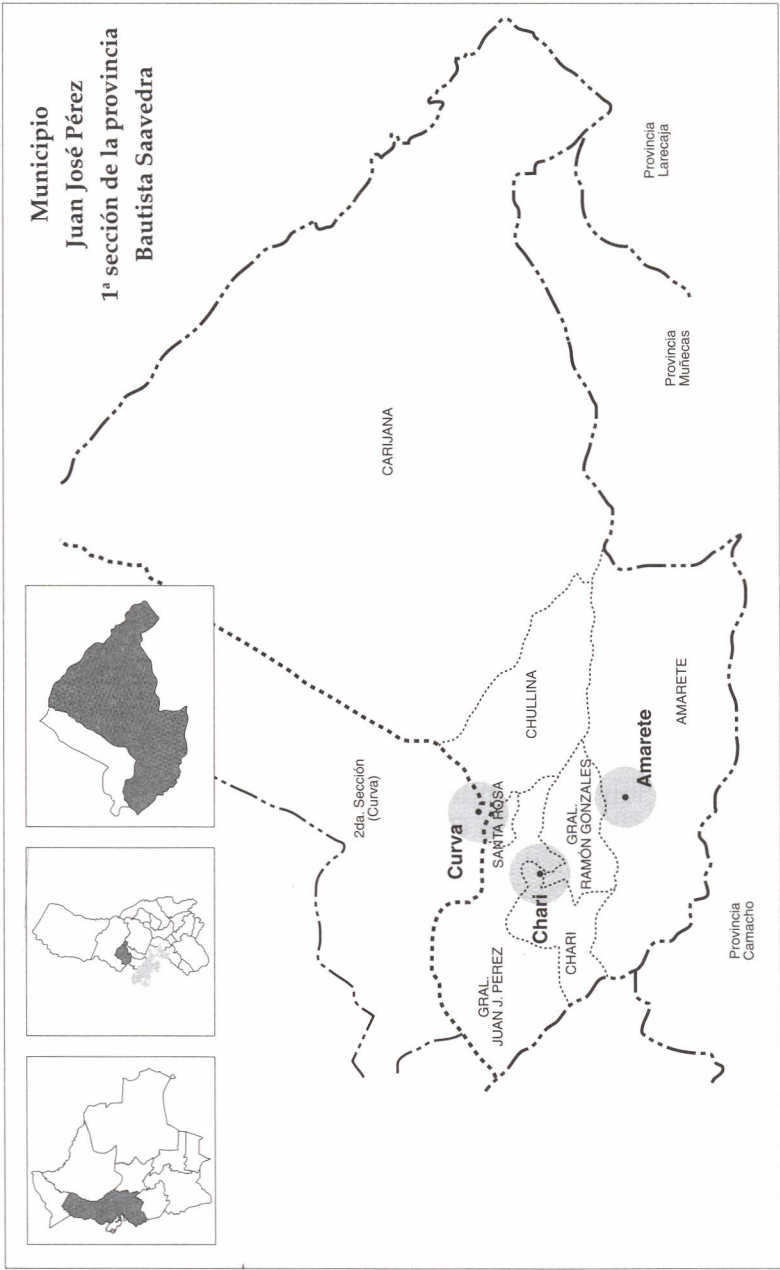 Municipio
Juan José Pérez
1ª sección de la provincia
Bautista Saavedra
2da. Sección
(Curva)
CARIJANA
Curva
SANTA ROSA
CHULLINA
GRAL.
JUAN J. PEREZ
Chari
CHARI
GRAL.
RAMÓN GONZALES
Amarete
AMARETE
Provincia
Camacho
Provincia
Muñecas
Provincia
Larecaja